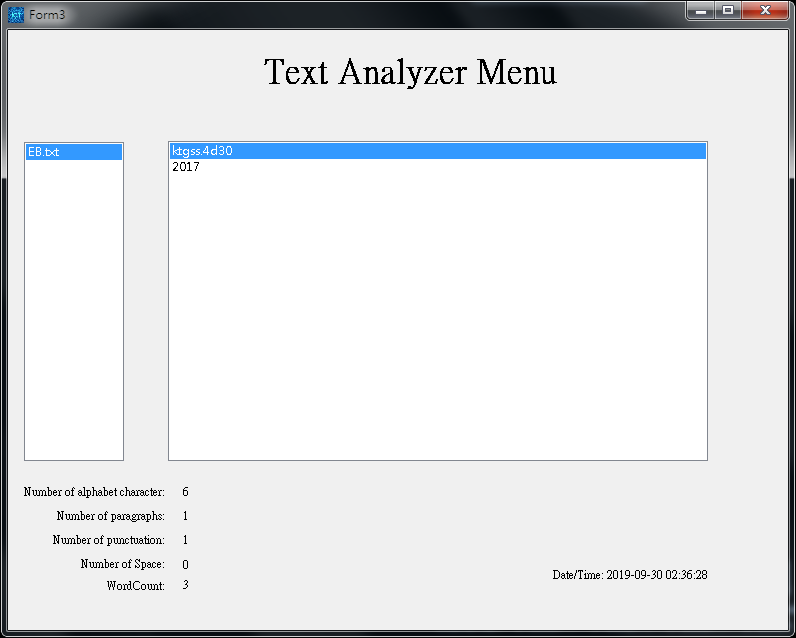 Form3
Text Analyzer Menu
EB.txt
ktgss.4d30
2017
Number of alphabet character: 6
Number of paragraphs: 1
Number of punctuation: 1
Number of Space: 0
WordCount: 3
Date/Time: 2019-09-30 02:36:28